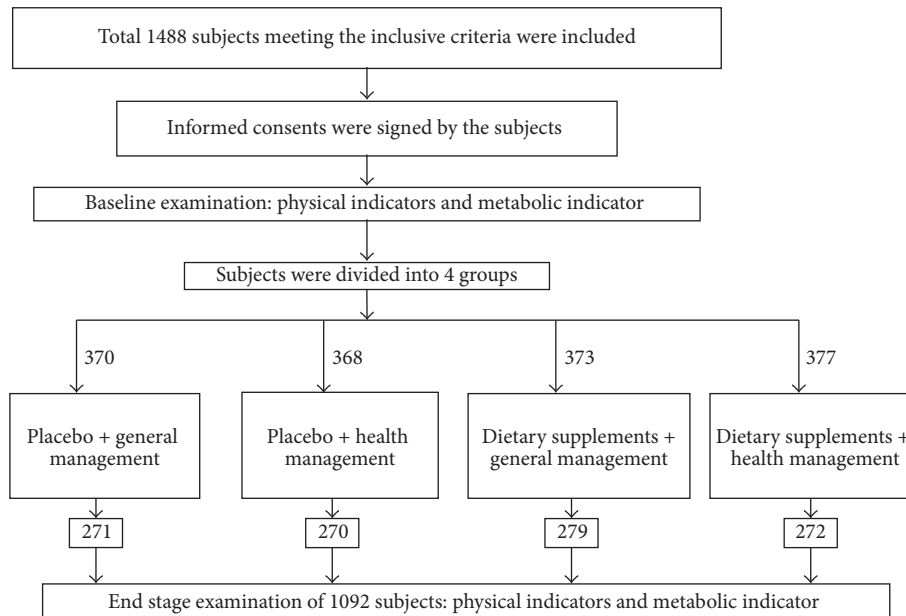 Total 1488 subjects meeting the inclusive criteria were included
Informed consents were signed by the subjects
Baseline examination: physical indicators and metabolic indicator
Subjects were divided into 4 groups
370
368
373
377
Placebo + general
management
Placebo + health
management
Dietary supplements +
general management
Dietary supplements +
health management
271
270
279
272
End stage examination of 1092 subjects: physical indicators and metabolic indicator